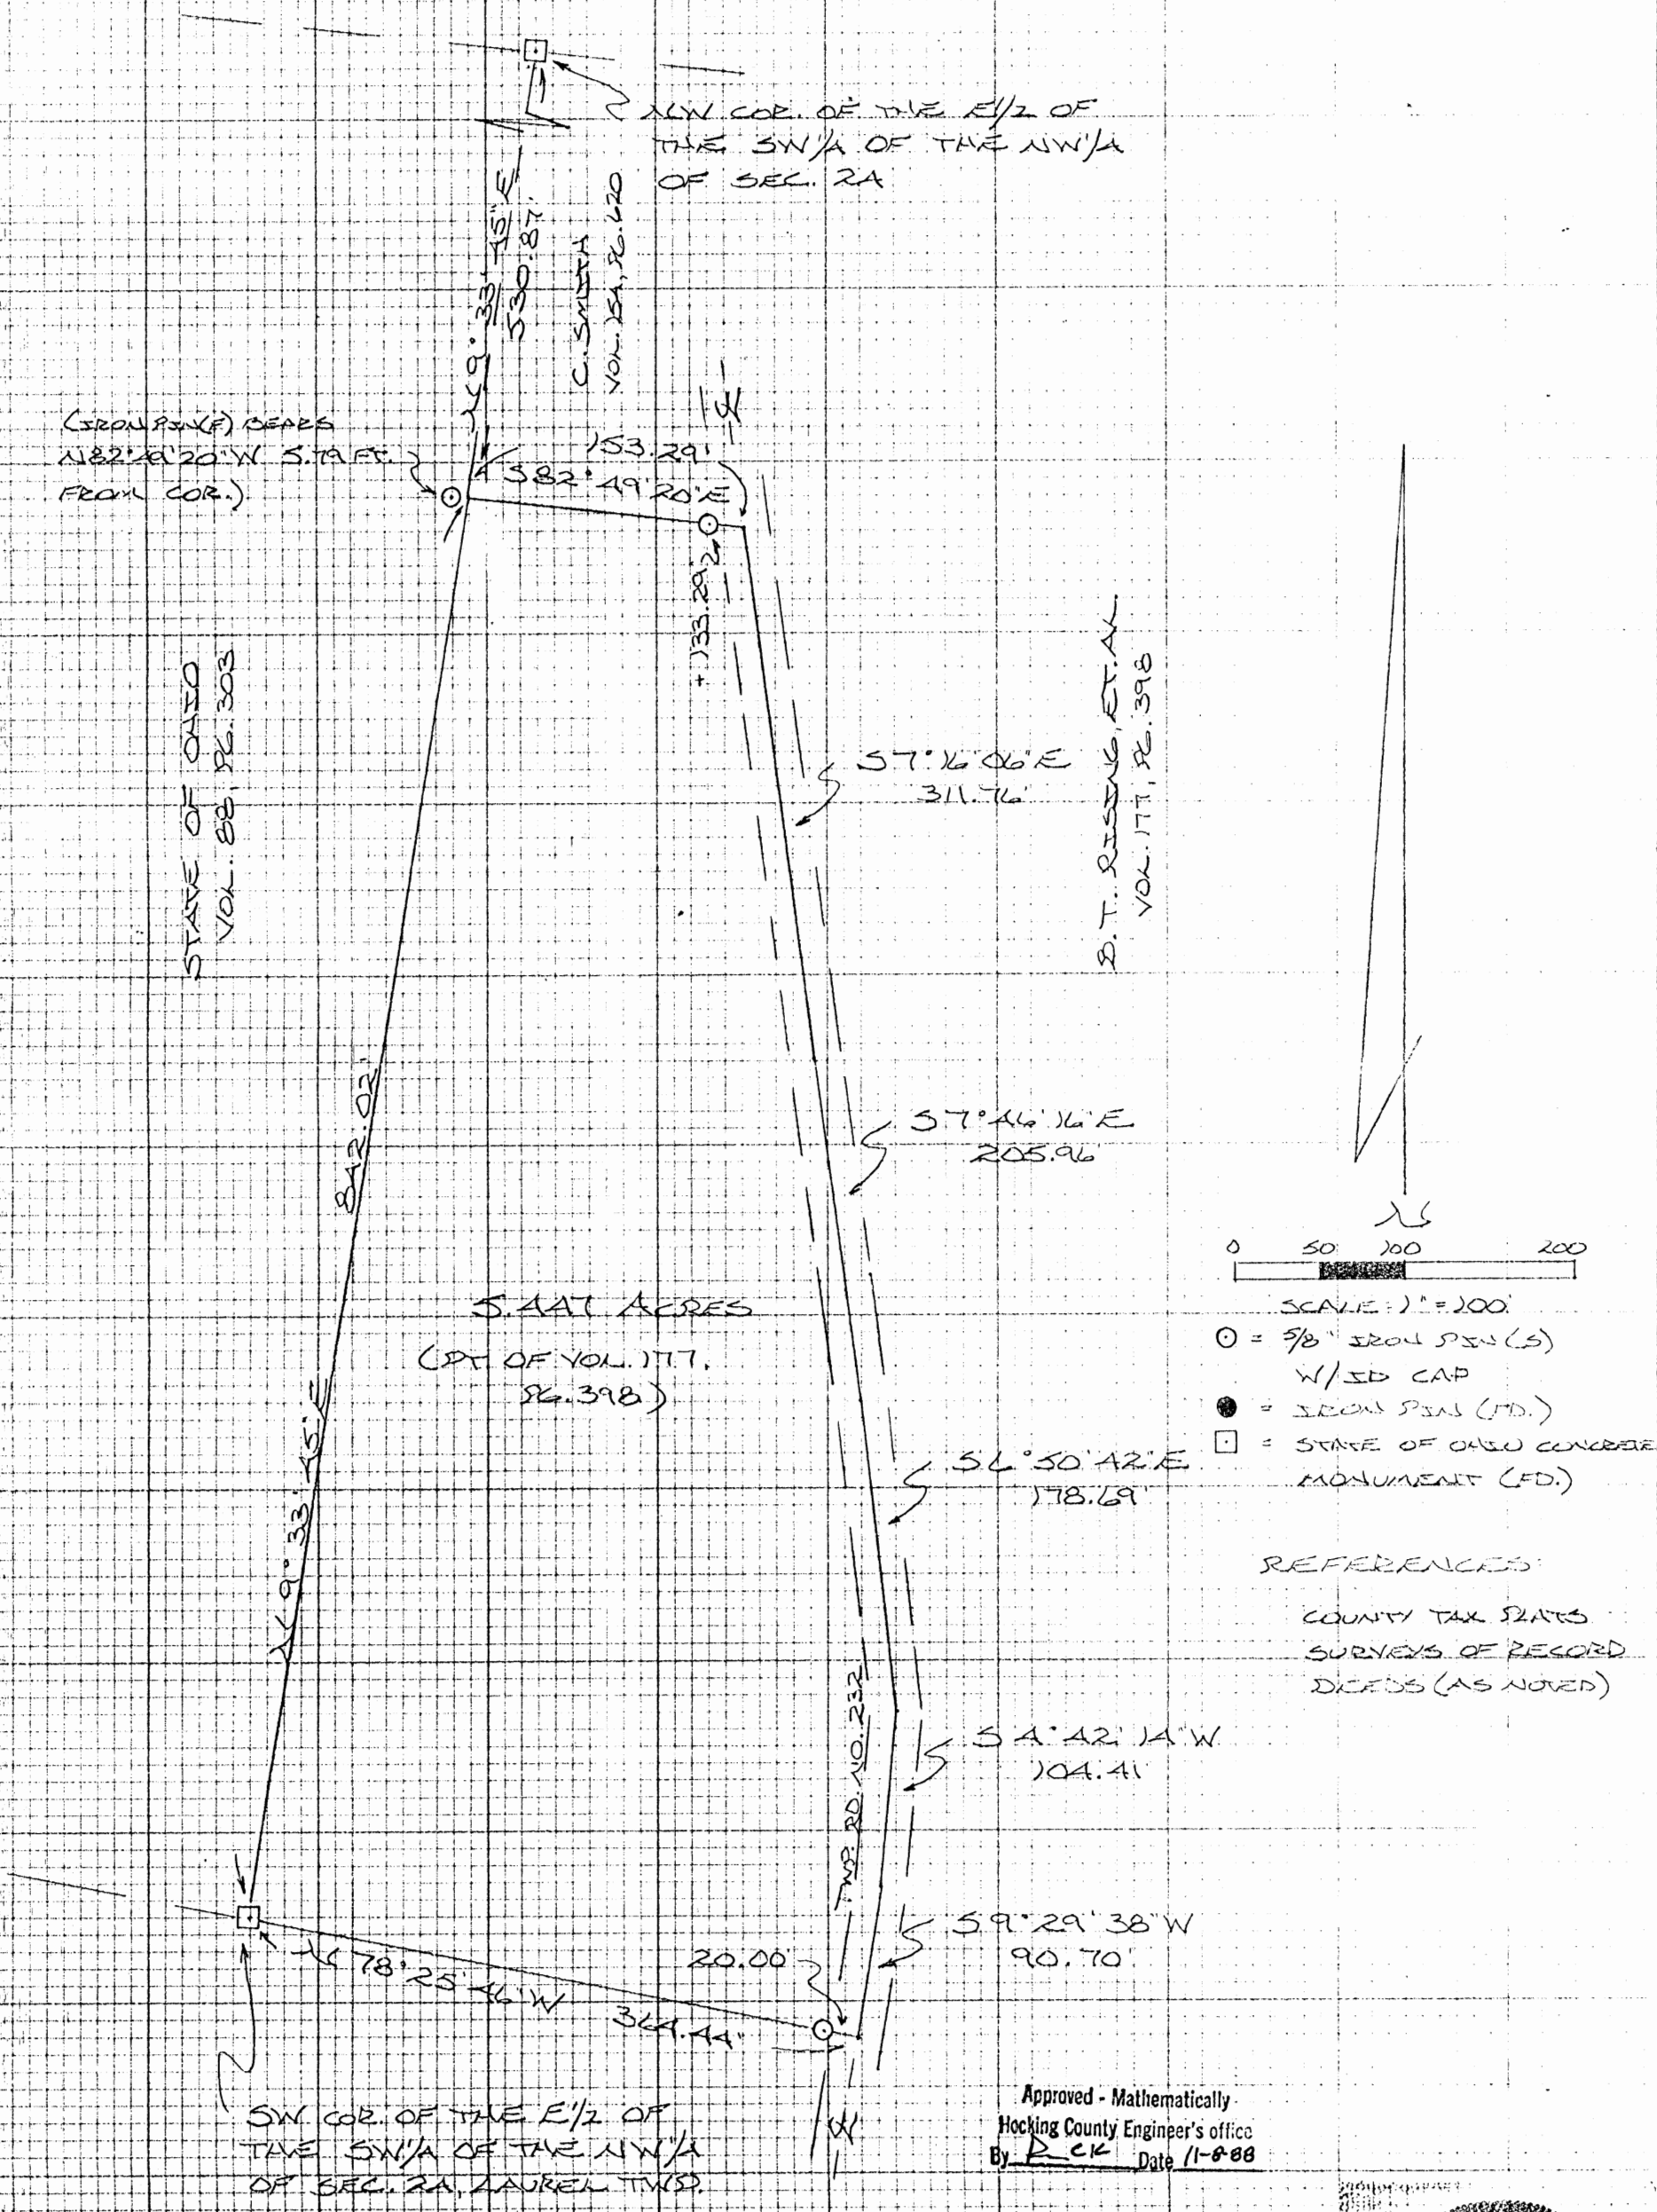 NW COR. OF THE E1/2 OF
THE SW1/4 OF THE NW1/4
OF SEC. 24
N 9° 33' 45" E
530.87'
C. SMITH
VOL. 154, PG. 620
(IRON PIN(F) BEARS
N82°49'20"W 5.79 FT.
FROM COR.)
153.29'
S82°49'20"E
+133.29
STATE OF OHIO
VOL. 88, PG. 303
B.T. RISING, ET. AL
VOL. 177, PG. 398
S7°16'06"E
311.76'
842.02'
S7°46'16"E
205.96'
N
0 50 100 200
SCALE: 1" = 100'
= 5/8" IRON PIN (S)
W/ID CAP
= IRON PIN (FD.)
= STATE OF OHIO CONCRETE
MONUMENT (FD.)
5.447 ACRES
(PT OF VOL. 177,
PG. 398)
N 9° 33' 45" E
S6°50'42"E
178.69'
REFERENCES:
COUNTY TAX PLATS
SURVEYS OF RECORD
DEEDS (AS NOTED)
TWP. RD. NO. 232
S4°42'14"W
104.41'
S9°29'38"W
90.70'
20.00'
N 78°25'46"W
364.44'
SW COR. OF THE E1/2 OF
THE SW1/4 OF THE NW1/4
OF SEC. 24, LAUREL TWP.
Approved - Mathematically
Hocking County Engineer's office
By RCK Date 11-8-88